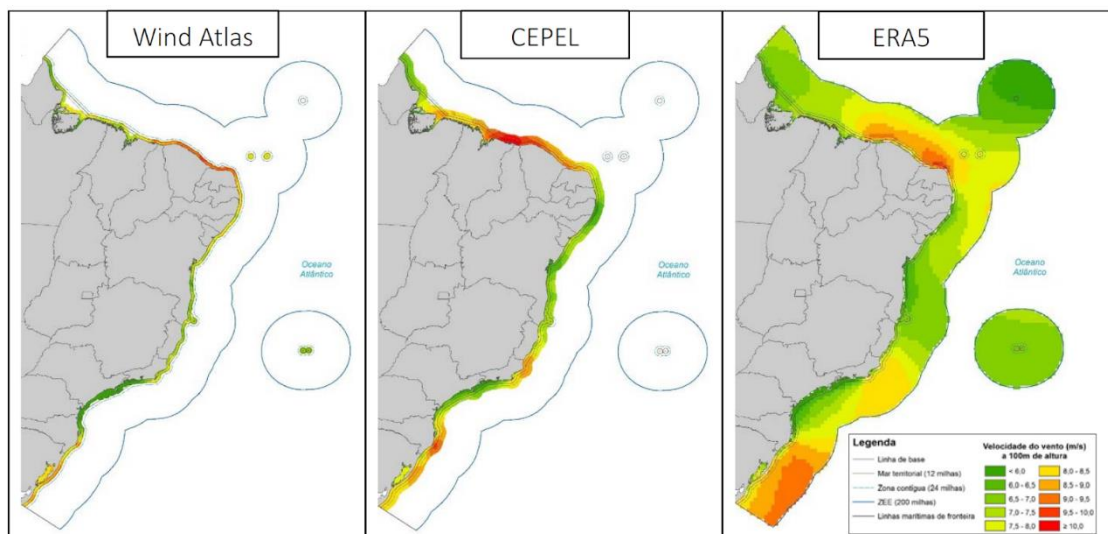 Wind Atlas
CEPEL
ERA5
Oceano
Atlântico
Oceano
Atlântico
Oceano
Atlântico
Legenda
Linha de base
Mar territorial (12 milhas)
Zona contígua (24 milhas)
ZEE (200 milhas)
Linhas marítimas de fronteira
Velocidade do vento (m/s)
a 100m de altura
< 6,0
6,0 - 6,5
6,5 - 7,0
7,0 - 7,5
7,5 - 8,0
8,0 - 8,5
8,5 - 9,0
9,0 - 9,5
9,5 - 10,0
≥ 10,0